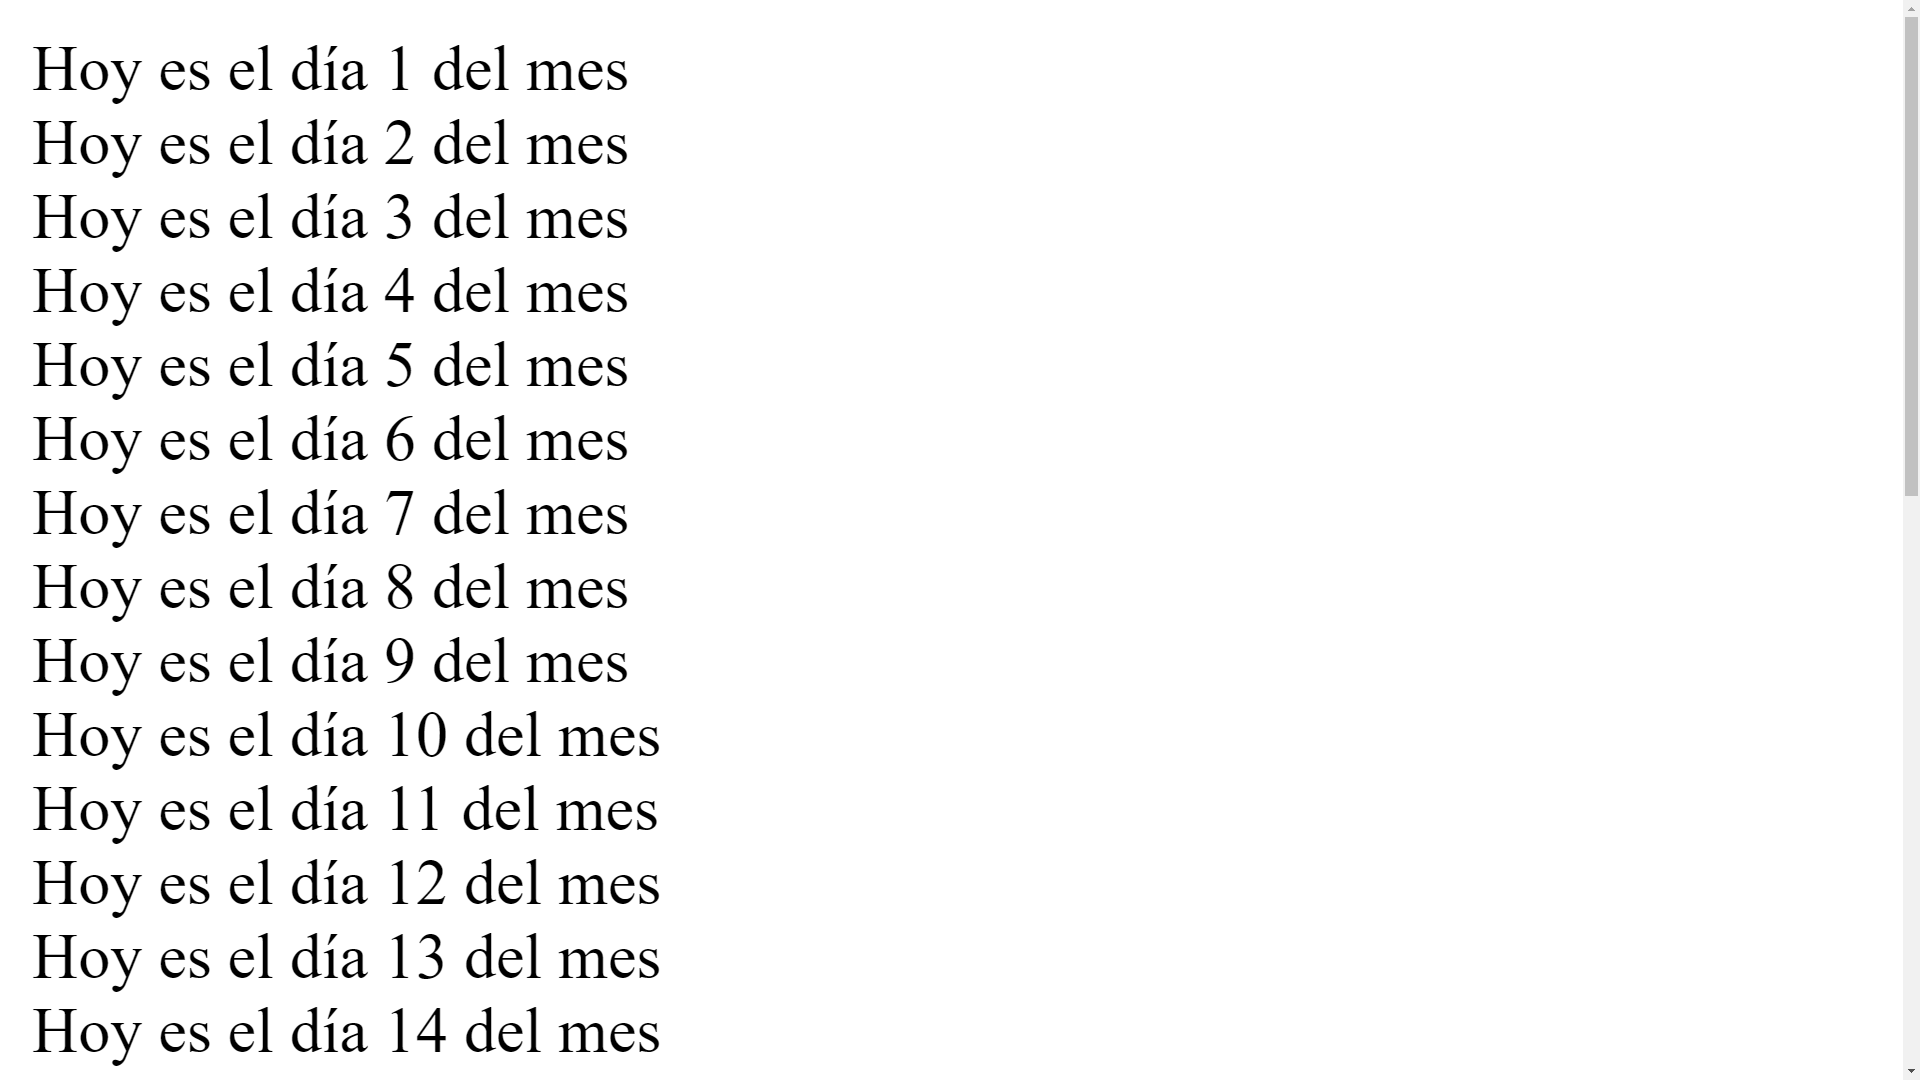 Hoy es el día 1 del mes
Hoy es el día 2 del mes
Hoy es el día 3 del mes
Hoy es el día 4 del mes
Hoy es el día 5 del mes
Hoy es el día 6 del mes
Hoy es el día 7 del mes
Hoy es el día 8 del mes
Hoy es el día 9 del mes
Hoy es el día 10 del mes
Hoy es el día 11 del mes
Hoy es el día 12 del mes
Hoy es el día 13 del mes
Hoy es el día 14 del mes